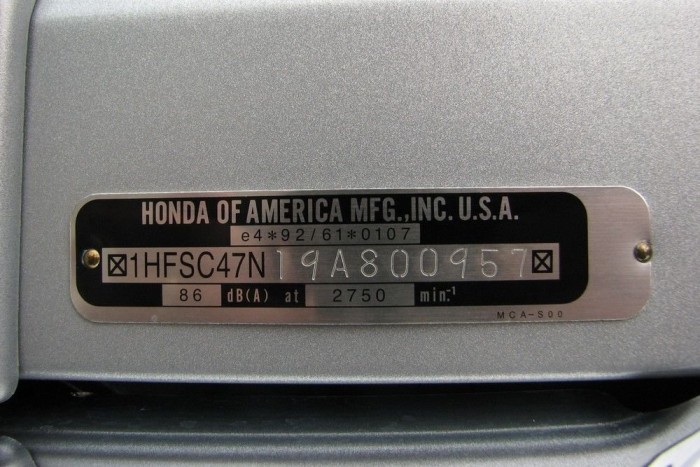 HONDA OF AMERICA MFG.,INC. U.S.A.
e4*92/61*0107
1HFSC47N19A800957
86 dB(A) at 2750 min.-1
MCA-S00